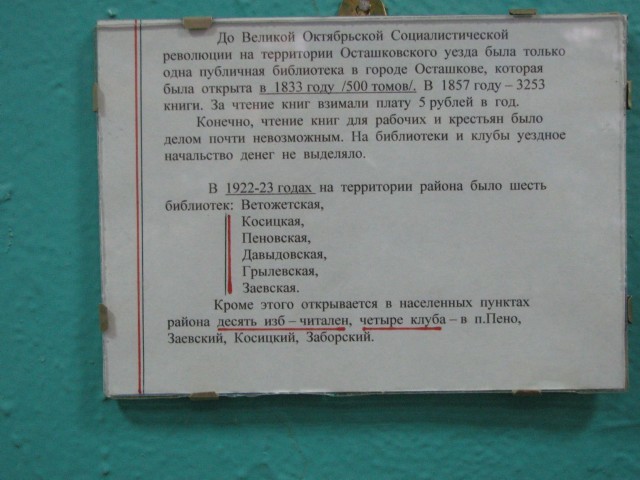 До Великой Октябрьской Социалистической
революции на территории Осташковского уезда была только
одна публичная библиотека в городе Осташкове, которая
была открыта в 1833 году /500 томов/. В 1857 году – 3253
книги. За чтение книг взимали плату 5 рублей в год.
Конечно, чтение книг для рабочих и крестьян было
делом почти невозможным. На библиотеки и клубы уездное
начальство денег не выделяло.
В 1922-23 годах на территории района было шесть
библиотек: Ветожетская,
Косицкая,
Пеновская,
Давыдовская,
Грылевская,
Заевская.
Кроме этого открывается в населенных пунктах
района десять изб – читален, четыре клуба – в п.Пено,
Заевский, Косицкий, Заборский.